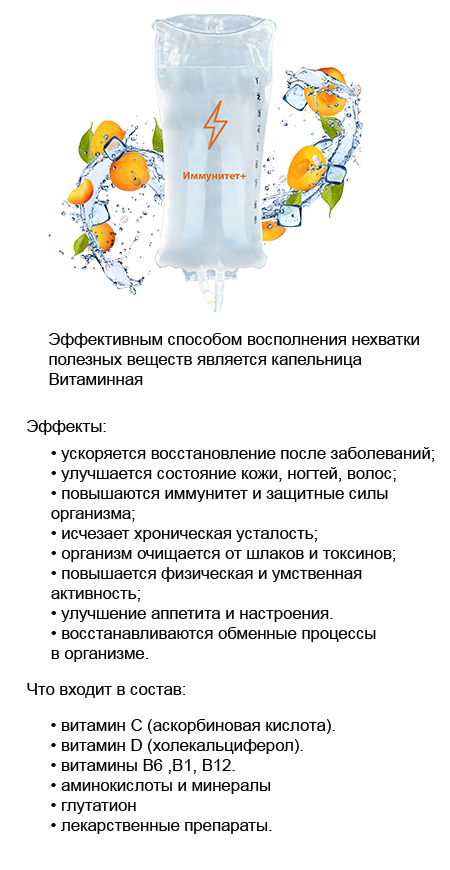 Иммунитет+
Эффективным способом восполнения нехватки
полезных веществ является капельница
Витаминная
Эффекты:
• ускоряется восстановление после заболеваний;
• улучшается состояние кожи, ногтей, волос;
• повышаются иммунитет и защитные силы
организма;
• исчезает хроническая усталость;
• организм очищается от шлаков и токсинов;
• повышается физическая и умственная
активность;
• улучшение аппетита и настроения.
• восстанавливаются обменные процессы
в организме.
Что входит в состав:
• витамин С (аскорбиновая кислота).
• витамин D (холекальциферол).
• витамины В6 ,В1, В12.
• аминокислоты и минералы
• глутатион
• лекарственные препараты.